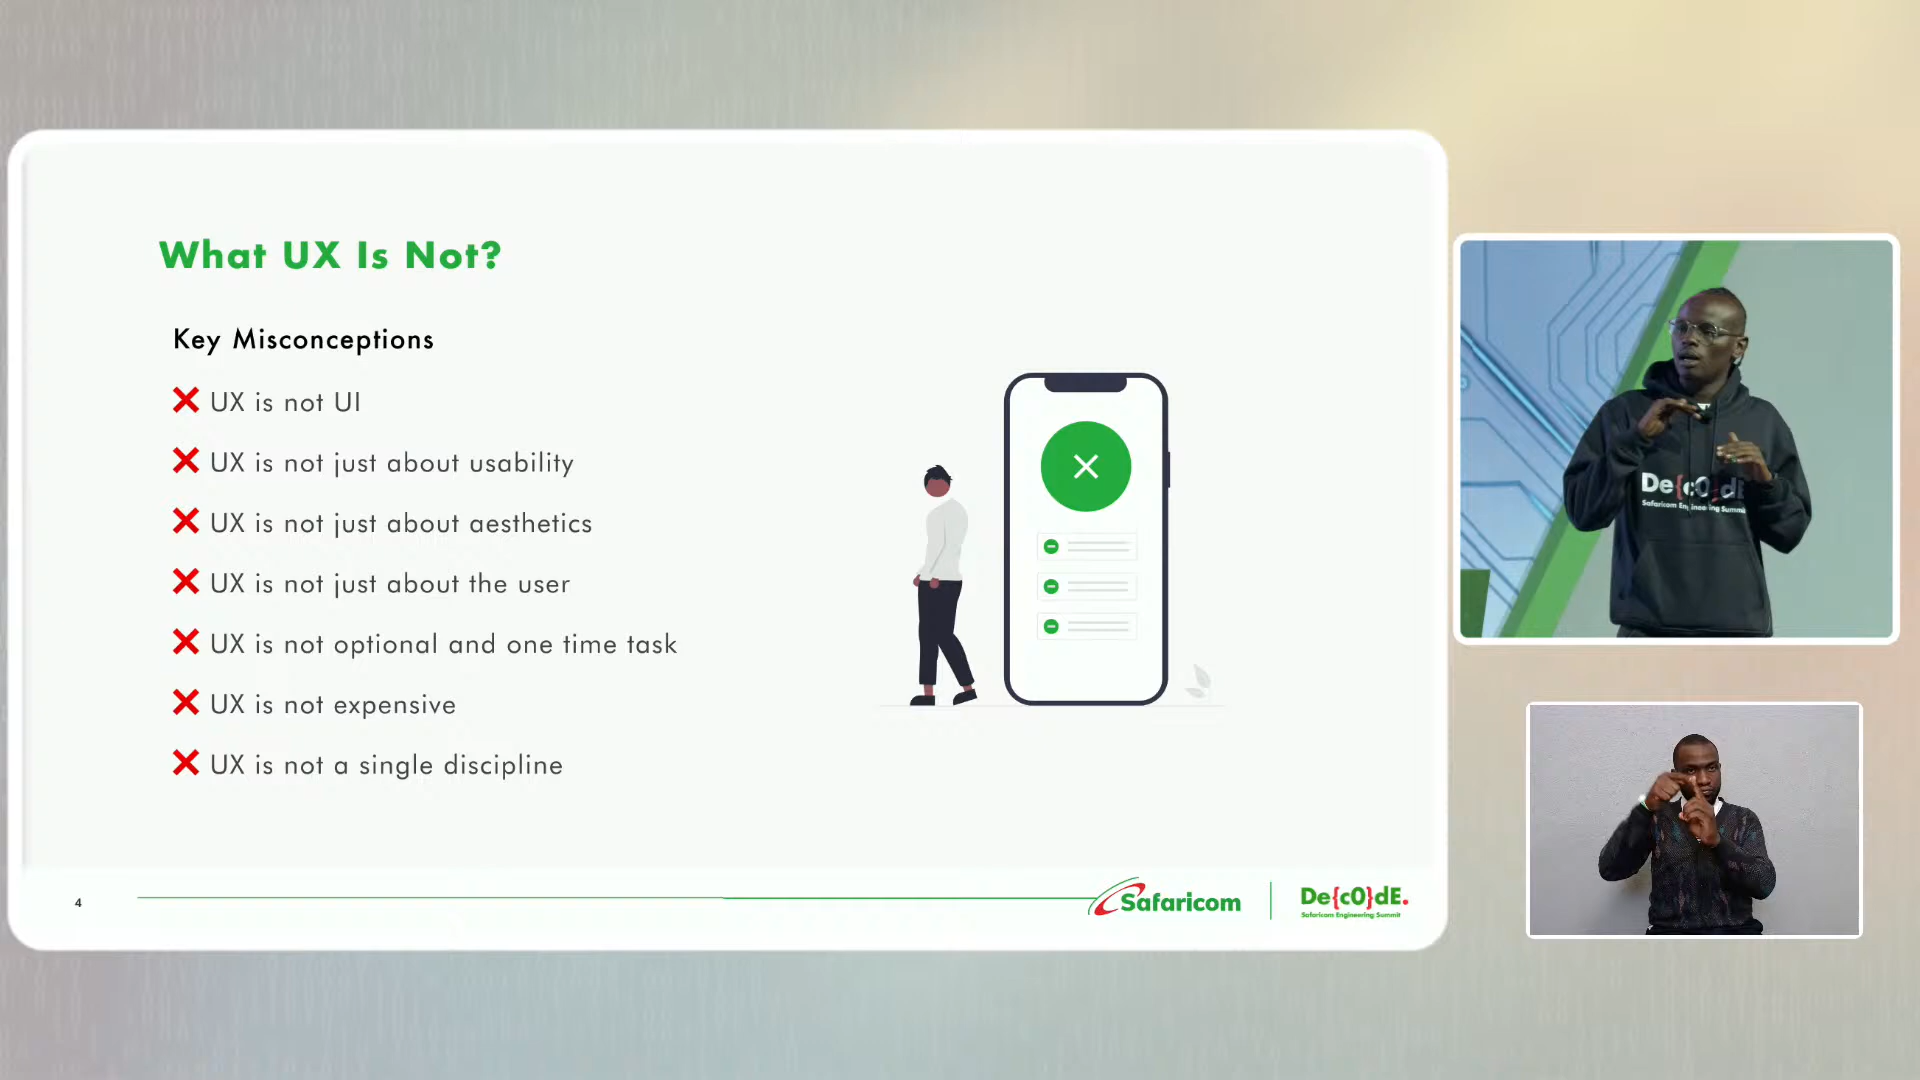 What UX Is Not?
Key Misconceptions
UX is not UI
UX is not just about usability
UX is not just about aesthetics
UX is not just about the user
UX is not optional and one time task
UX is not expensive
UX is not a single discipline
4
Safaricom
De{c0}dE.
Safaricom Engineering Summit
De{c0}dE
Safaricom Engineering Summit